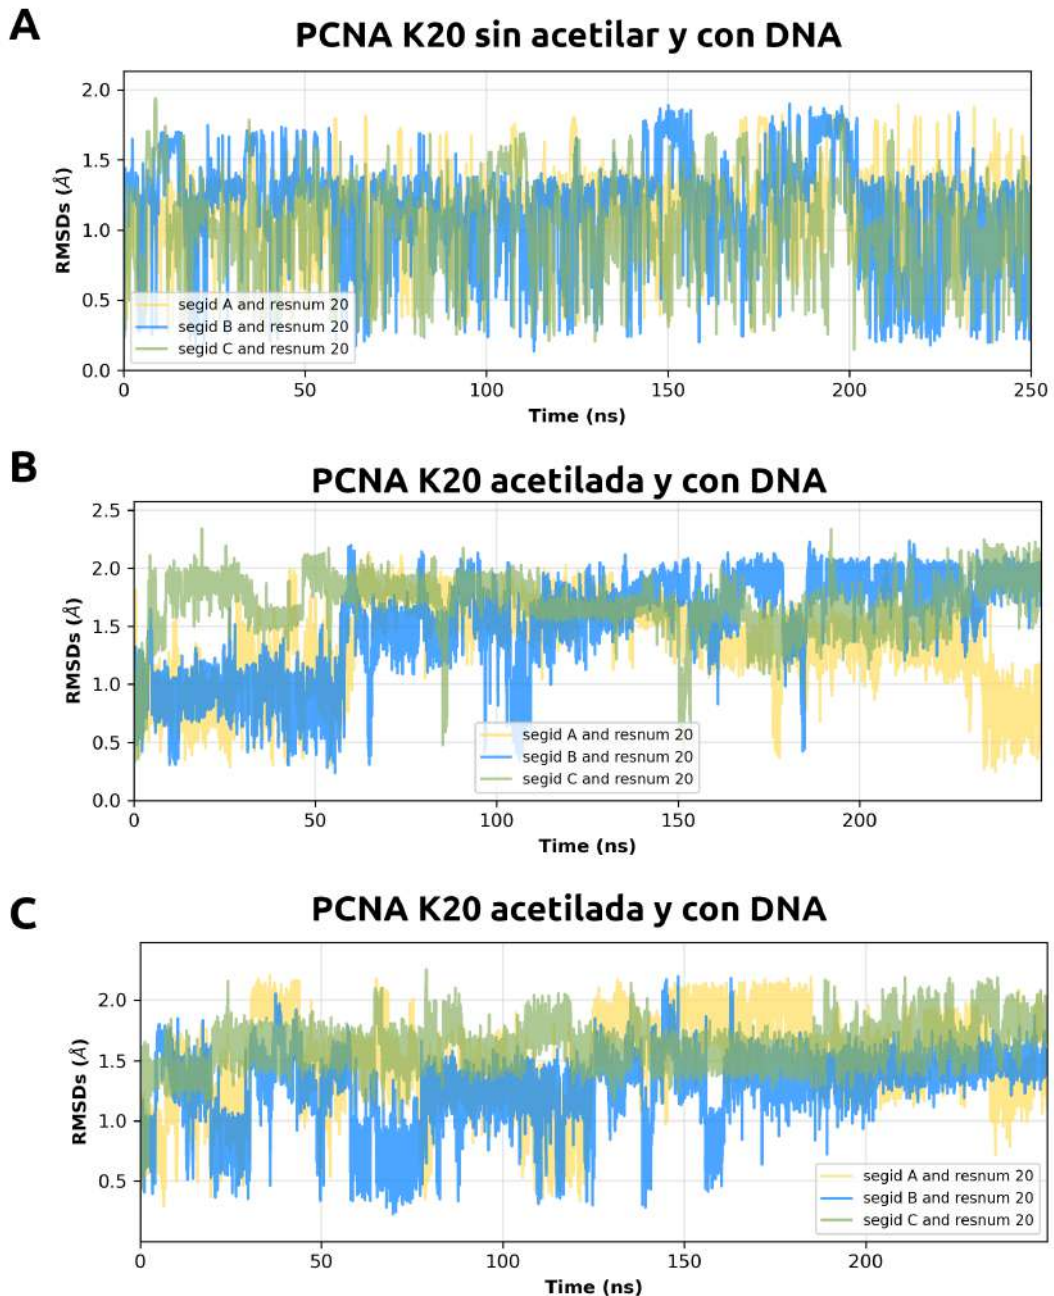 A
PCNA K20 sin acetilar y con DNA
2.0
1.5
1.0
0.5
0.0
RMSDs (Å)
segid A and resnum 20
segid B and resnum 20
segid C and resnum 20
0 50 100 150 200 250
Time (ns)
B
PCNA K20 acetilada y con DNA
2.5
2.0
1.5
1.0
0.5
0.0
RMSDs (Å)
segid A and resnum 20
segid B and resnum 20
segid C and resnum 20
0 50 100 150 200
Time (ns)
C
PCNA K20 acetilada y con DNA
2.0
1.5
1.0
0.5
RMSDs (Å)
segid A and resnum 20
segid B and resnum 20
segid C and resnum 20
0 50 100 150 200
Time (ns)